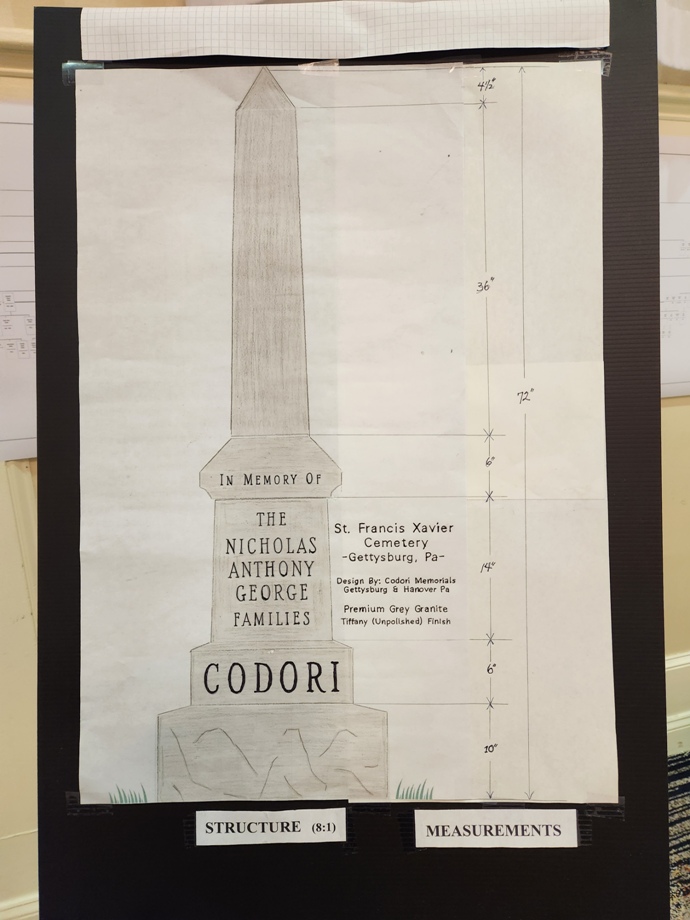 4½"
36"
72"
6"
IN MEMORY OF
THE
NICHOLAS
ANTHONY
GEORGE
FAMILIES
St. Francis Xavier
Cemetery
-Gettysburg, Pa-
Design By: Codori Memorials
Gettysburg & Hanover Pa
Premium Grey Granite
Tiffany (Unpolished) Finish
14"
CODORI
6"
10"
STRUCTURE (8:1)
MEASUREMENTS